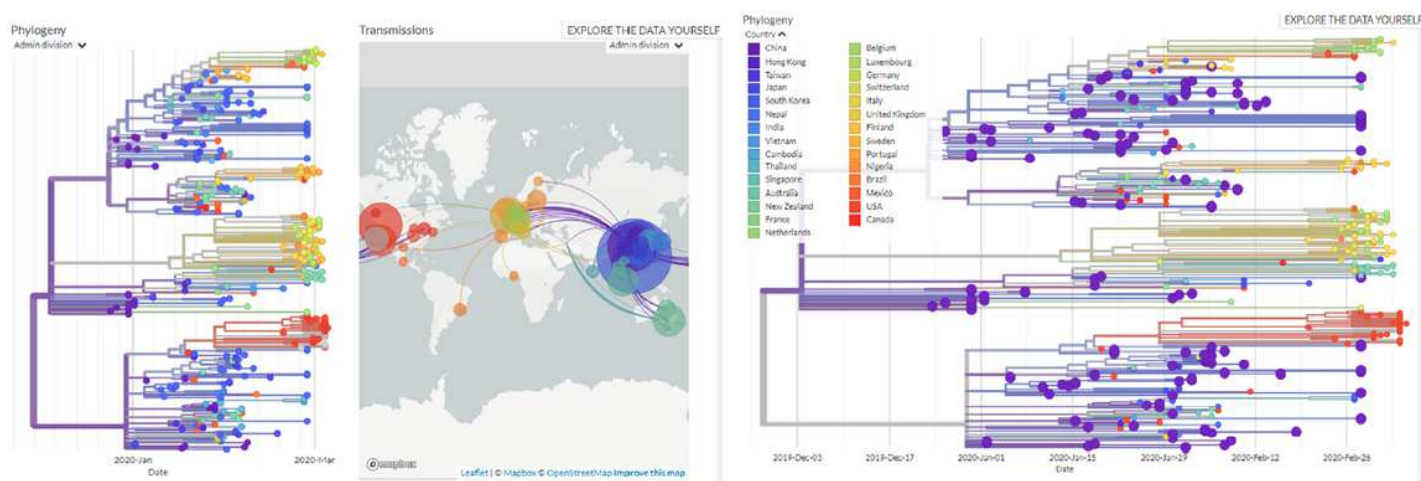 Phylogeny
Admin division
2020-Jan
2020-Mar
Date
Transmissions
EXPLORE THE DATA YOURSELF
Admin division
mapbox
Leaflet | © Mapbox © OpenStreetMap Improve this map
Phylogeny
EXPLORE THE DATA YOURSELF
Country
China
Hong Kong
Taiwan
Japan
South Korea
Nepal
India
Vietnam
Cambodia
Thailand
Singapore
Australia
New Zealand
France
Netherlands
Belgium
Luxembourg
Germany
Switzerland
Italy
United Kingdom
Finland
Sweden
Portugal
Nigeria
Brazil
Mexico
USA
Canada
2019-Dec-03
2019-Dec-17
2020-Jan-01
2020-Jan-15
2020-Jan-29
2020-Feb-12
2020-Feb-26
Date